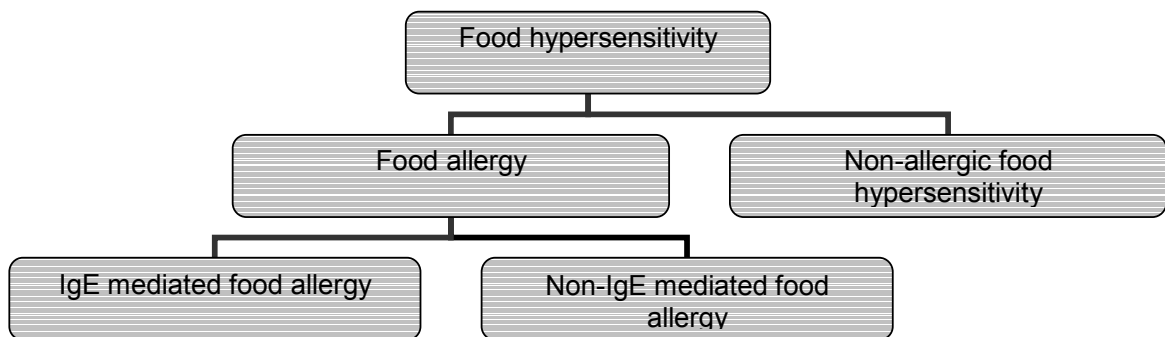 Food hypersensitivity
Food allergy
Non-allergic food
hypersensitivity
IgE mediated food allergy
Non-IgE mediated food
allergy